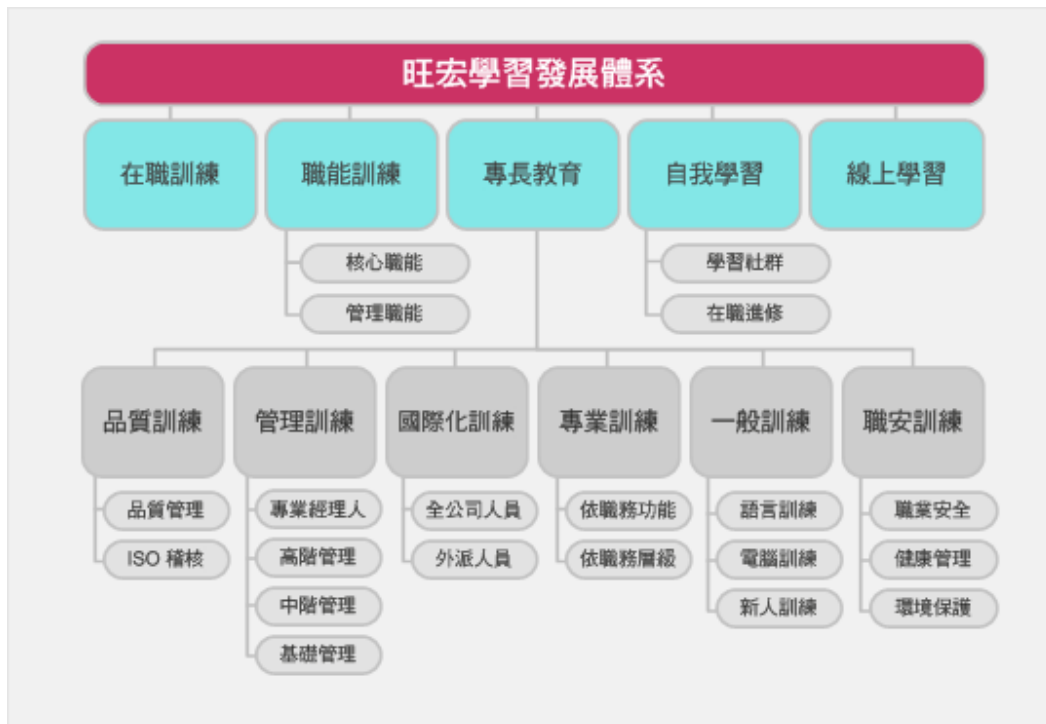 旺宏學習發展體系
在職訓練
職能訓練
專長教育
自我學習
線上學習
核心職能
管理職能
學習社群
在職進修
品質訓練
管理訓練
國際化訓練
專業訓練
一般訓練
職安訓練
品質管理
ISO 稽核
專業經理人
高階管理
中階管理
基礎管理
全公司人員
外派人員
依職務功能
依職務層級
語言訓練
電腦訓練
新人訓練
職業安全
健康管理
環境保護